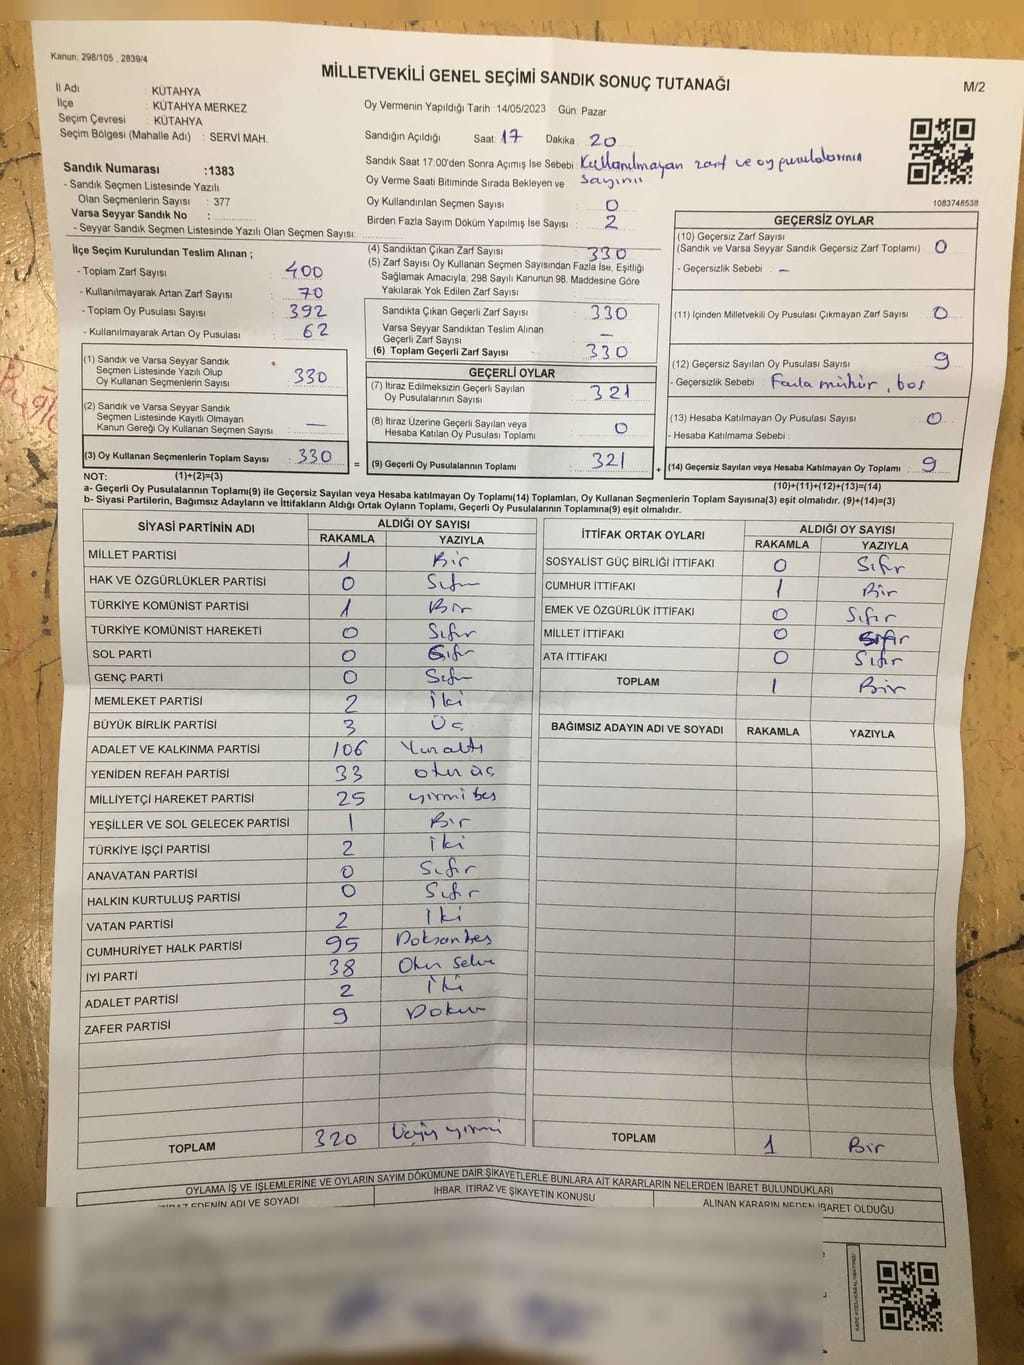 Kanun: 298/105 , 2839/4
MİLLETVEKİLİ GENEL SEÇİMİ SANDIK SONUÇ TUTANAĞI
M/2
İl Adı : KÜTAHYA
İlçe : KÜTAHYA MERKEZ
Seçim Çevresi : KÜTAHYA
Seçim Bölgesi (Mahalle Adı) : SERVİ MAH.
Oy Vermenin Yapıldığı Tarih :14/05/2023 Gün: Pazar
Sandığın Açıldığı Saat: 17 Dakika 20
Sandık Saat 17:00'den Sonra Açımış İse Sebebi : Kullanılmayan zarf ve oy pusulalarının
sayımı
Oy Verme Saati Bitiminde Sırada Bekleyen ve
Oy Kullandırılan Seçmen Sayısı : 0
Birden Fazla Sayım Döküm Yapılmış İse Sayısı : 2
1083748538
Sandık Numarası :1383
- Sandık Seçmen Listesinde Yazılı
Olan Seçmenlerin Sayısı : 377
Varsa Seyyar Sandık No :
- Seyyar Sandık Seçmen Listesinde Yazılı Olan Seçmen Sayısı:
İlçe Seçim Kurulundan Teslim Alınan ;
- Toplam Zarf Sayısı : 400
- Kullanılmayarak Artan Zarf Sayısı : 70
- Toplam Oy Pusulası Sayısı : 392
- Kullanılmayarak Artan Oy Pusulası : 62
(1) Sandık ve Varsa Seyyar Sandık
Seçmen Listesinde Yazılı Olup
Oy Kullanan Seçmenlerin Sayısı : 330
(2) Sandık ve Varsa Seyyar Sandık
Seçmen Listesinde Kayıtlı Olmayan
Kanun Gereği Oy Kullanan Seçmen Sayısı : —
(3) Oy Kullanan Seçmenlerin Toplam Sayısı : 330
(1)+(2)=(3)
(4) Sandıktan Çıkan Zarf Sayısı : 330
(5) Zarf Sayısı Oy Kullanan Seçmen Sayısından Fazla İse, Eşitliği
Sağlamak Amacıyla; 298 Sayılı Kanunun 98. Maddesine Göre
Yakılarak Yok Edilen Zarf Sayısı :
Sandıkta Çıkan Geçerli Zarf Sayısı : 330
Varsa Seyyar Sandıktan Teslim Alınan
Geçerli Zarf Sayısı : —
(6) Toplam Geçerli Zarf Sayısı : 330
GEÇERLİ OYLAR
(7) İtiraz Edilmeksizin Geçerli Sayılan
Oy Pusulalarının Sayısı : 321
(8) İtiraz Üzerine Geçerli Sayılan veya
Hesaba Katılan Oy Pusulası Toplamı : 0
= (9) Geçerli Oy Pusulalarının Toplamı : 321 +
GEÇERSİZ OYLAR
(10) Geçersiz Zarf Sayısı
(Sandık ve Varsa Seyyar Sandık Geçersiz Zarf Toplamı) : 0
- Geçersizlik Sebebi : —
(11) İçinden Milletvekili Oy Pusulası Çıkmayan Zarf Sayısı : 0
(12) Geçersiz Sayılan Oy Pusulası Sayısı : 9
- Geçersizlik Sebebi : Fazla mühür, boş
(13) Hesaba Katılmayan Oy Pusulası Sayısı : 0
- Hesaba Katılmama Sebebi :
(14) Geçersiz Sayılan veya Hesaba Katılmayan Oy Toplamı : 9
(10)+(11)+(12)+(13)=(14)
NOT:
a- Geçerli Oy Pusulalarının Toplamı(9) ile Geçersiz Sayılan veya Hesaba katılmayan Oy Toplamı(14) Toplamları, Oy Kullanan Seçmenlerin Toplam Sayısına(3) eşit olmalıdır. (9)+(14)=(3)
b- Siyasi Partilerin, Bağımsız Adayların ve İttifakların Aldığı Ortak Oyların Toplamı, Geçerli Oy Pusulalarının Toplamına(9) eşit olmalıdır.
SİYASİ PARTİNİN ADI ALDIĞI OY SAYISI
RAKAMLA YAZIYLA
MİLLET PARTİSİ 1 Bir
HAK VE ÖZGÜRLÜKLER PARTİSİ 0 Sıfır
TÜRKİYE KOMÜNİST PARTİSİ 1 Bir
TÜRKİYE KOMÜNİST HAREKETİ 0 Sıfır
SOL PARTİ 0 Sıfır
GENÇ PARTİ 0 Sıfır
MEMLEKET PARTİSİ 2 İki
BÜYÜK BİRLİK PARTİSİ 3 Üç
ADALET VE KALKINMA PARTİSİ 106 Yüz altı
YENİDEN REFAH PARTİSİ 33 otuz üç
MİLLİYETÇİ HAREKET PARTİSİ 25 yirmi beş
YEŞİLLER VE SOL GELECEK PARTİSİ 1 Bir
TÜRKİYE İŞÇİ PARTİSİ 2 İki
ANAVATAN PARTİSİ 0 Sıfır
HALKIN KURTULUŞ PARTİSİ 0 Sıfır
VATAN PARTİSİ 2 İki
CUMHURİYET HALK PARTİSİ 95 Doksanbeş
İYİ PARTİ 38 Otuz Sekiz
ADALET PARTİSİ 2 İki
ZAFER PARTİSİ 9 Dokuz
TOPLAM 320 Üçyüz yirmi
İTTİFAK ORTAK OYLARI ALDIĞI OY SAYISI
RAKAMLA YAZIYLA
SOSYALİST GÜÇ BİRLİĞİ İTTİFAKI 0 Sıfır
CUMHUR İTTİFAKI 1 Bir
EMEK VE ÖZGÜRLÜK İTTİFAKI 0 Sıfır
MİLLET İTTİFAKI 0 Sıfır
ATA İTTİFAKI 0 Sıfır
TOPLAM 1 Bir
BAĞIMSIZ ADAYIN ADI VE SOYADI RAKAMLA YAZIYLA
TOPLAM 1 Bir
OYLAMA İŞ VE İŞLEMLERİNE VE OYLARIN SAYIM DÖKÜMÜNE DAİR ŞİKAYETLERLE BUNLARA AİT KARARLARIN NELERDEN İBARET BULUNDUKLARI
İTİRAZ EDENİN ADI VE SOYADI İHBAR, İTİRAZ VE ŞİKAYETİN KONUSU ALINAN KARARIN NEDEN İBARET OLDUĞU